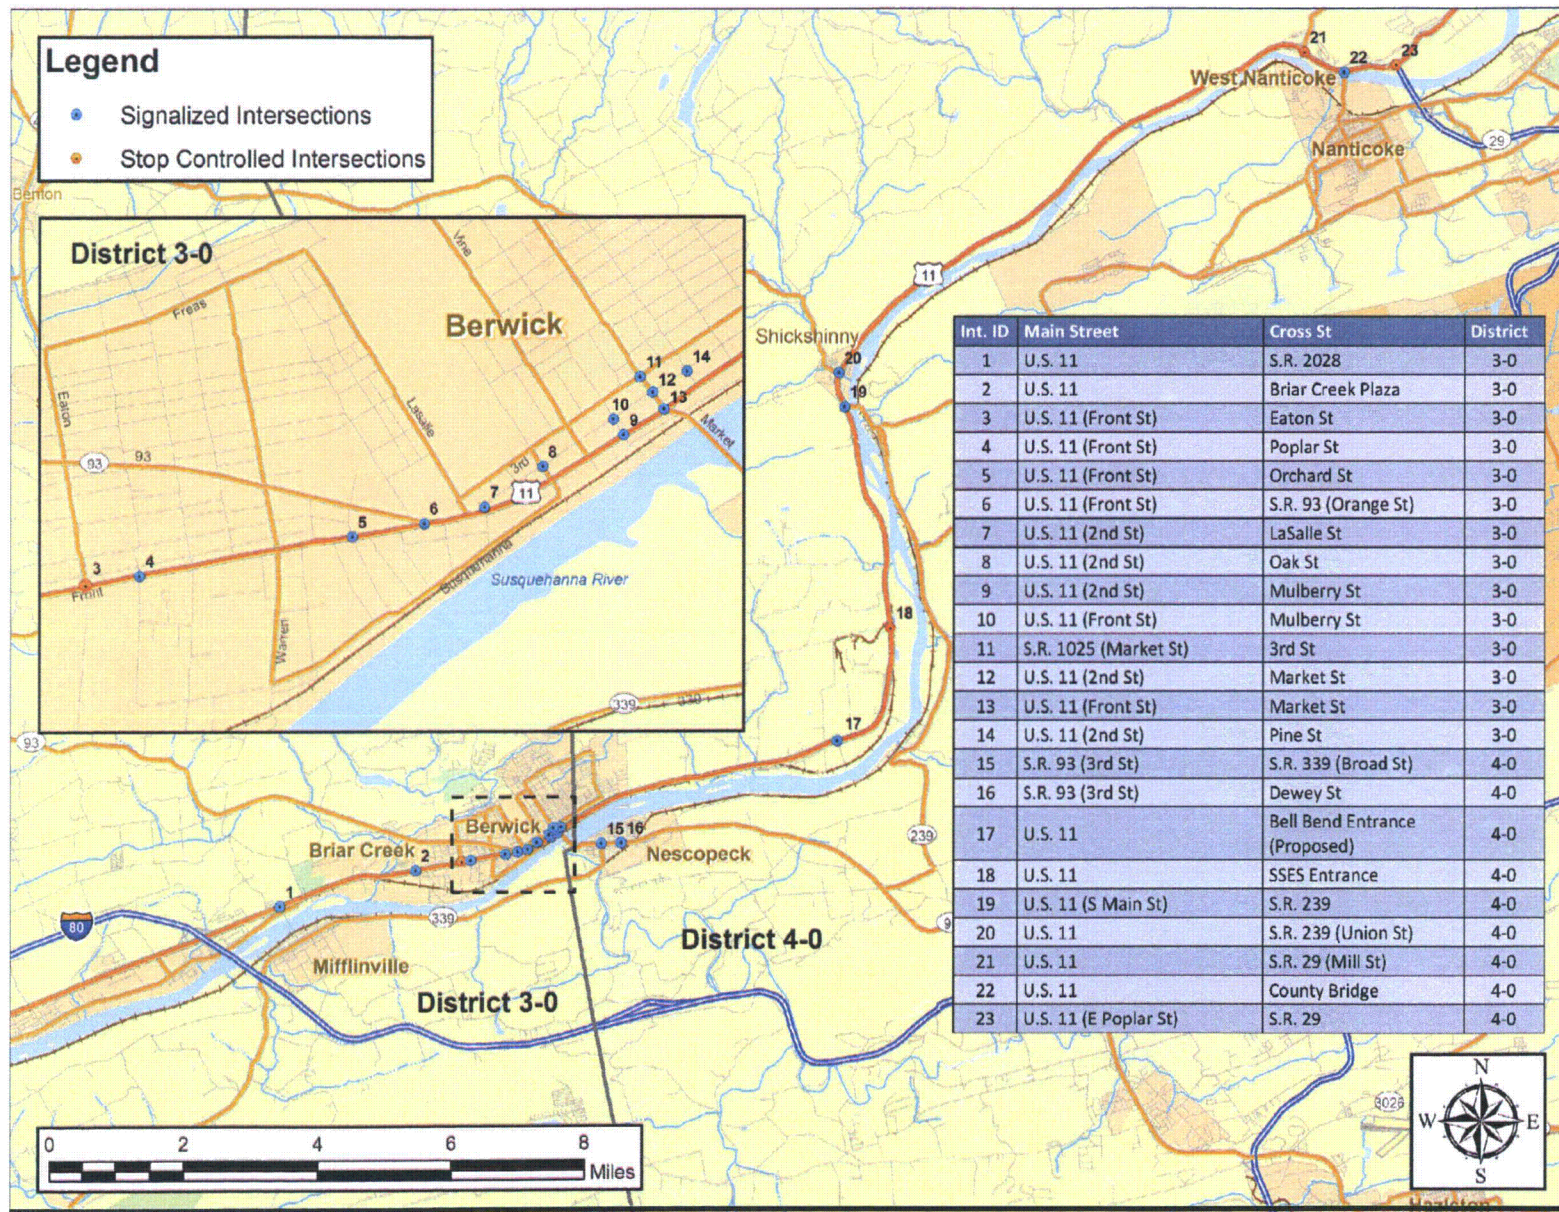 Legend
Signalized Intersections
Stop Controlled Intersections
Benton
21
22
23
West Nanticoke
Nanticoke
29
11
Shickshinny
20
19
18
17
District 3-0
Berwick
Freas
Vine
Eaton
Lasalle
93
93
3rd
11
Market
Susquehanna
Susquehanna River
Front
Warren
3
4
5
6
7
8
9
10
11
12
13
14
339
339
Int. ID Main Street Cross St District
1 U.S. 11 S.R. 2028 3-0
2 U.S. 11 Briar Creek Plaza 3-0
3 U.S. 11 (Front St) Eaton St 3-0
4 U.S. 11 (Front St) Poplar St 3-0
5 U.S. 11 (Front St) Orchard St 3-0
6 U.S. 11 (Front St) S.R. 93 (Orange St) 3-0
7 U.S. 11 (2nd St) LaSalle St 3-0
8 U.S. 11 (2nd St) Oak St 3-0
9 U.S. 11 (2nd St) Mulberry St 3-0
10 U.S. 11 (Front St) Mulberry St 3-0
11 S.R. 1025 (Market St) 3rd St 3-0
12 U.S. 11 (2nd St) Market St 3-0
13 U.S. 11 (Front St) Market St 3-0
14 U.S. 11 (2nd St) Pine St 3-0
15 S.R. 93 (3rd St) S.R. 339 (Broad St) 4-0
16 S.R. 93 (3rd St) Dewey St 4-0
17 U.S. 11 Bell Bend Entrance
(Proposed) 4-0
18 U.S. 11 SSES Entrance 4-0
19 U.S. 11 (S Main St) S.R. 239 4-0
20 U.S. 11 S.R. 239 (Union St) 4-0
21 U.S. 11 S.R. 29 (Mill St) 4-0
22 U.S. 11 County Bridge 4-0
23 U.S. 11 (E Poplar St) S.R. 29 4-0
93
Berwick
Briar Creek
2
1
15 16
Nescopeck
239
80
339
Mifflinville
District 4-0
District 3-0
9
3026
N
W E
S
0 2 4 6 8
Miles
Hazleton